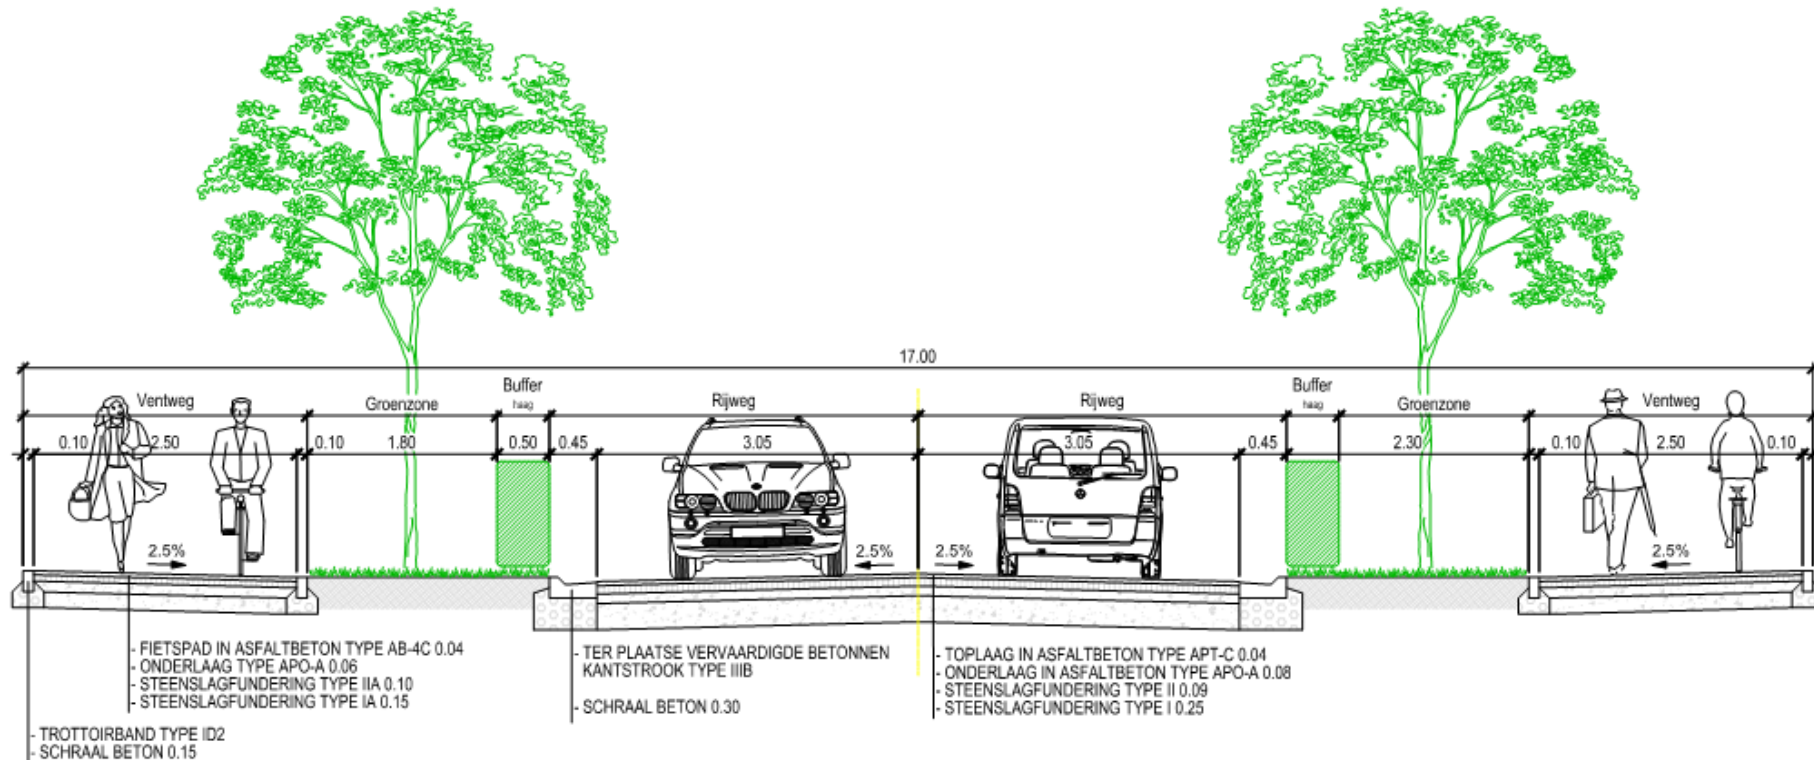 17.00
Ventweg
Groenzone
Buffer
haag
Rijweg
Rijweg
Buffer
haag
Groenzone
Ventweg
0.10 2.50 0.10 1.80 0.50 0.45 3.05 3.05 0.45 2.30 0.10 2.50 0.10
2.5% 2.5% 2.5% 2.5%
- FIETSPAD IN ASFALTBETON TYPE AB-4C 0.04
- ONDERLAAG TYPE APO-A 0.06
- STEENSLAGFUNDERING TYPE IIA 0.10
- STEENSLAGFUNDERING TYPE IA 0.15
- TROTTOIRBAND TYPE ID2
- SCHRAAL BETON 0.15
- TER PLAATSE VERVAARDIGDE BETONNEN
KANTSTROOK TYPE IIIB
- SCHRAAL BETON 0.30
- TOPLAAG IN ASFALTBETON TYPE APT-C 0.04
- ONDERLAAG IN ASFALTBETON TYPE APO-A 0.08
- STEENSLAGFUNDERING TYPE II 0.09
- STEENSLAGFUNDERING TYPE I 0.25